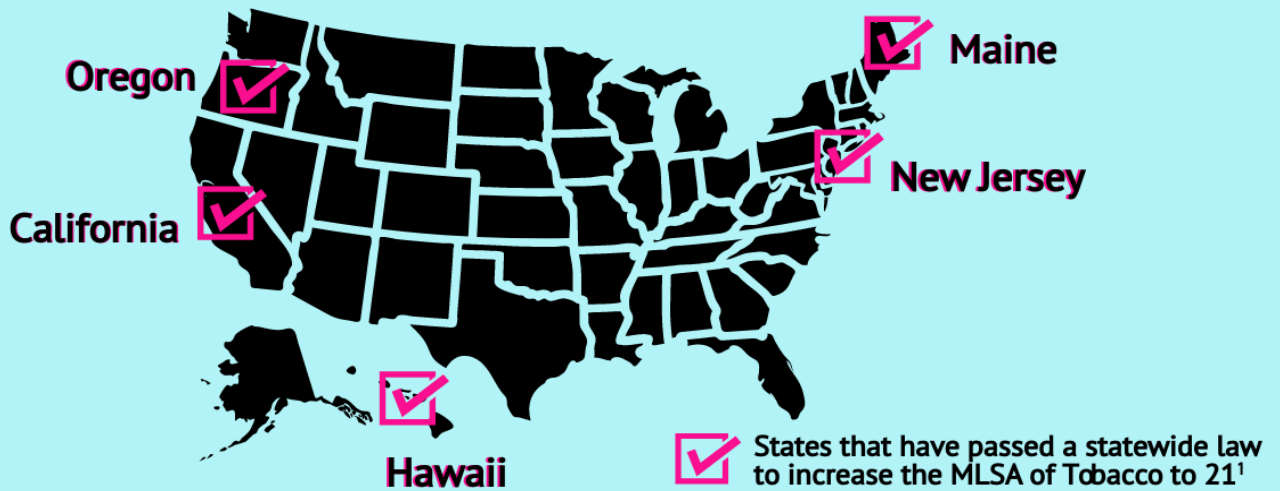 Oregon
Maine
New Jersey
California
Hawaii
States that have passed a statewide law
to increase the MLSA of Tobacco to 21¹